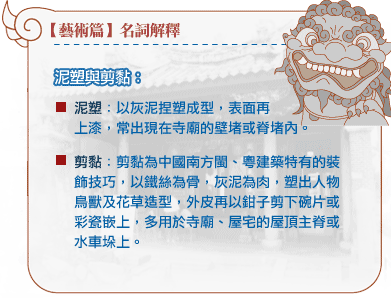 【藝術篇】名詞解釋
泥塑與剪黏：
■ 泥塑：以灰泥捏塑成型，表面再
上漆，常出現在寺廟的壁堵或脊堵內。
■ 剪黏：剪黏為中國南方閩、粵建築特有的裝
飾技巧，以鐵絲為骨，灰泥為肉，塑出人物
鳥獸及花草造型，外皮再以鉗子剪下碗片或
彩瓷嵌上，多用於寺廟、屋宅的屋頂主脊或
水車垛上。